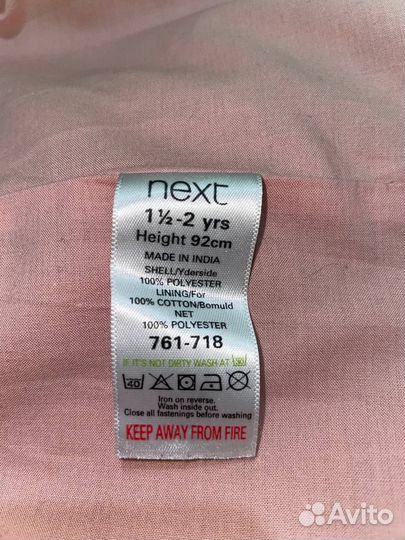 next
1½-2 yrs
Height 92cm
MADE IN INDIA
SHELL/Yderside
100% POLYESTER
LINING/For
100% COTTON/Bomuld
NET
100% POLYESTER
761-718
IF IT'S NOT DIRTY WASH AT 30
40
Iron on reverse.
Wash inside out.
Close all fastenings before washing
KEEP AWAY FROM FIRE
Avito